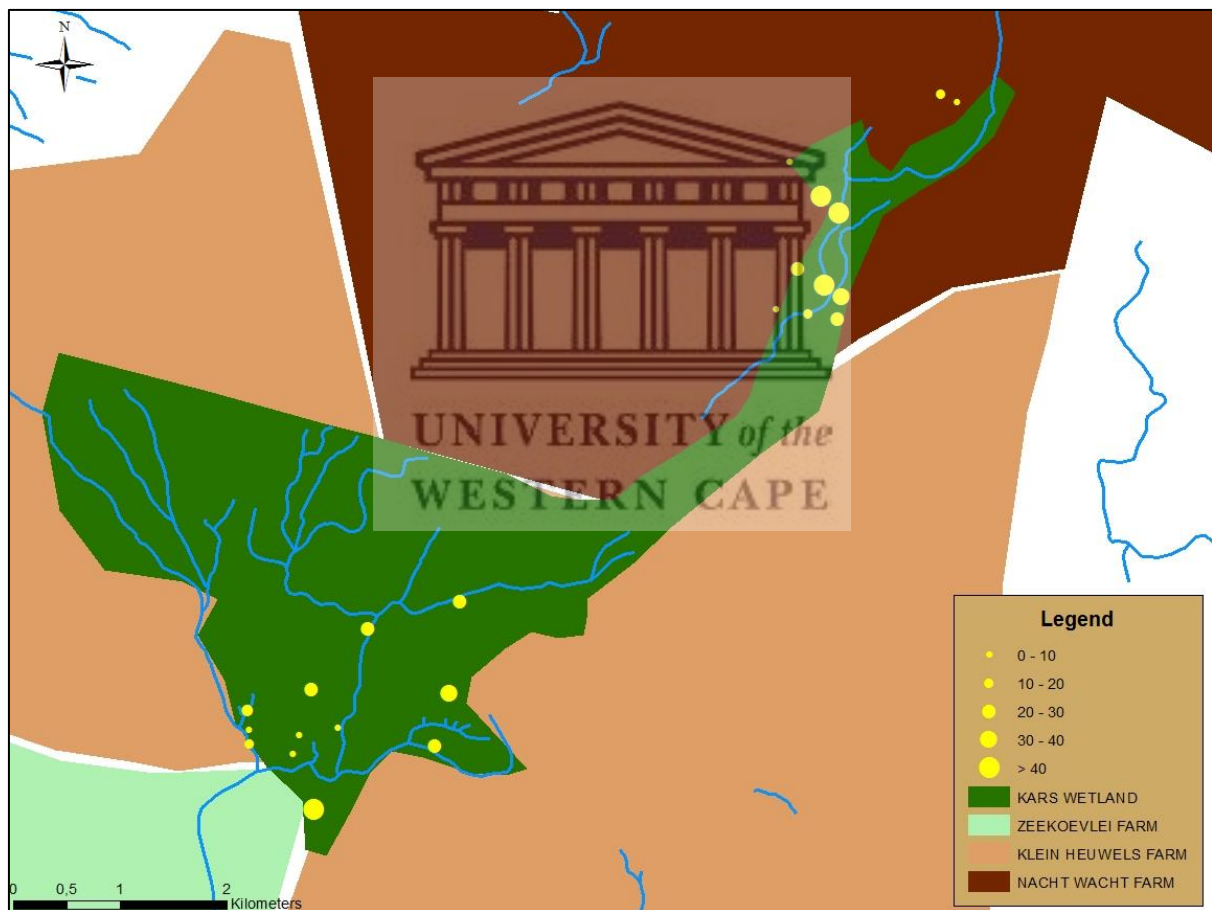 N
UNIVERSITY of the
WESTERN CAPE
Legend
0 - 10
10 - 20
20 - 30
30 - 40
> 40
KARS WETLAND
ZEEKOEVLEI FARM
KLEIN HEUWELS FARM
NACHT WACHT FARM
0 0,5 1 2
Kilometers